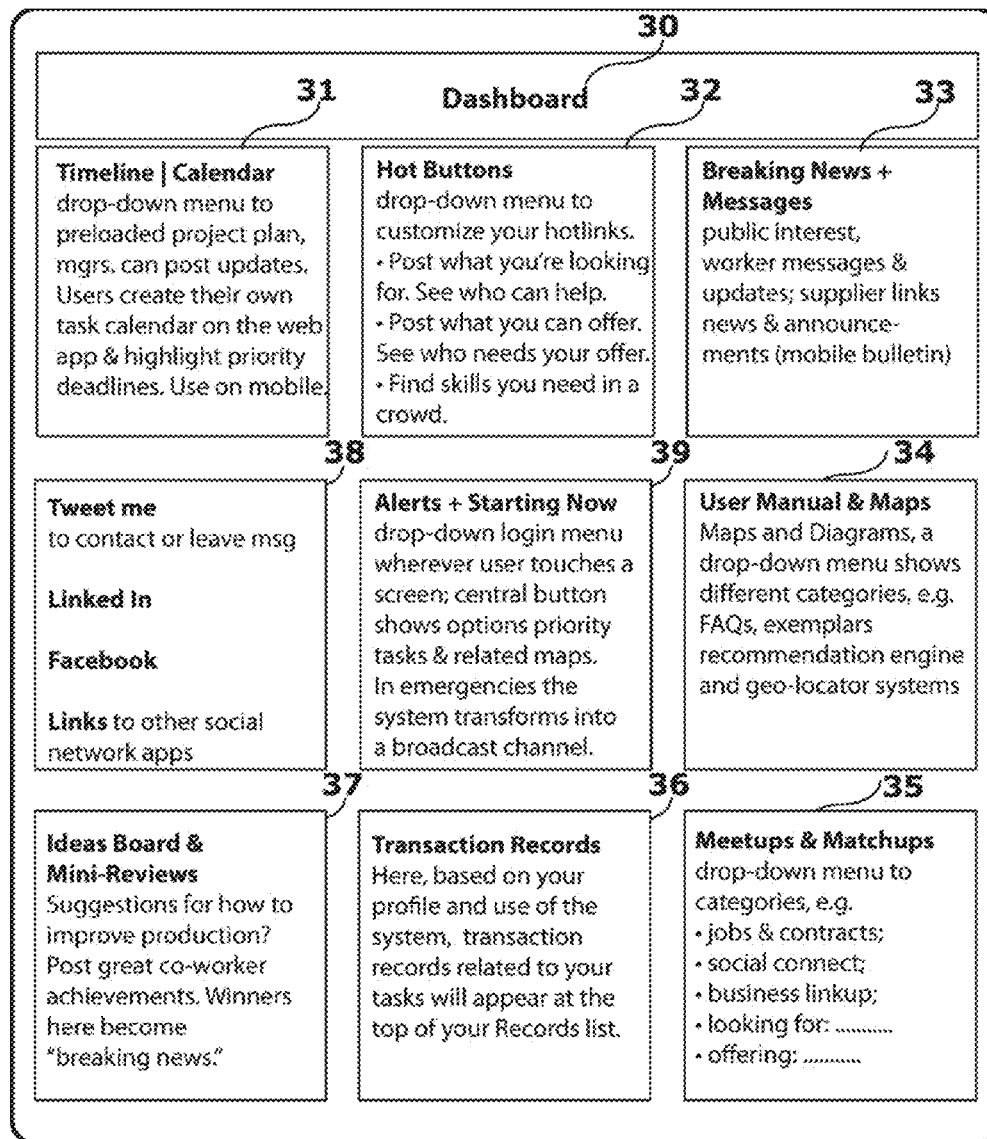 30
31
Dashboard
32
33
Timeline | Calendar
drop-down menu to
preloaded project plan,
mgrs. can post updates.
Users create their own
task calendar on the web
app & highlight priority
deadlines. Use on mobile.
Hot Buttons
drop-down menu to
customize your hotlinks.
• Post what you're looking
for. See who can help.
• Post what you can offer.
See who needs your offer.
• Find skills you need in a
crowd.
Breaking News +
Messages
public interest,
worker messages &
updates; supplier links
news & announce-
ments (mobile bulletin)
38
Tweet me
to contact or leave msg
Linked In
Facebook
Links to other social
network apps
39
Alerts + Starting Now
drop-down login menu
wherever user touches a
screen; central button
shows options priority
tasks & related maps.
In emergencies the
system transforms into
a broadcast channel.
34
User Manual & Maps
Maps and Diagrams, a
drop-down menu shows
different categories, e.g.
FAQs, exemplars
recommendation engine
and geo-locator systems
37
Ideas Board &
Mini-Reviews
Suggestions for how to
improve production?
Post great co-worker
achievements. Winners
here become
"breaking news."
36
Transaction Records
Here, based on your
profile and use of the
system, transaction
records related to your
tasks will appear at the
top of your Records list.
35
Meetups & Matchups
drop-down menu to
categories, e.g.
• jobs & contracts;
• social connect;
• business linkup;
• looking for: ...........
• offering: ...........